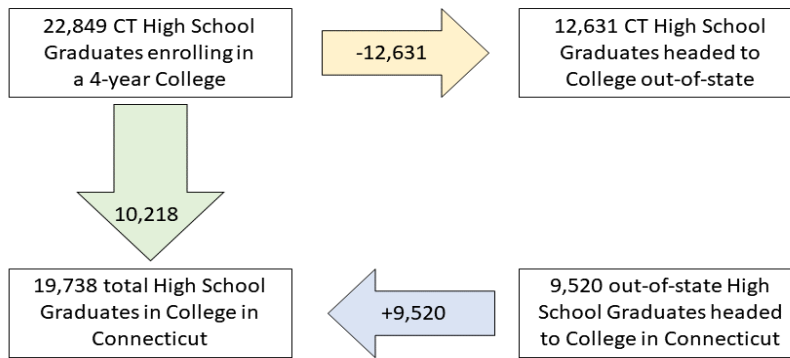 22,849 CT High School
Graduates enrolling in
a 4-year College
-12,631
12,631 CT High School
Graduates headed to
College out-of-state
10,218
19,738 total High School
Graduates in College in
Connecticut
+9,520
9,520 out-of-state High
School Graduates headed
to College in Connecticut